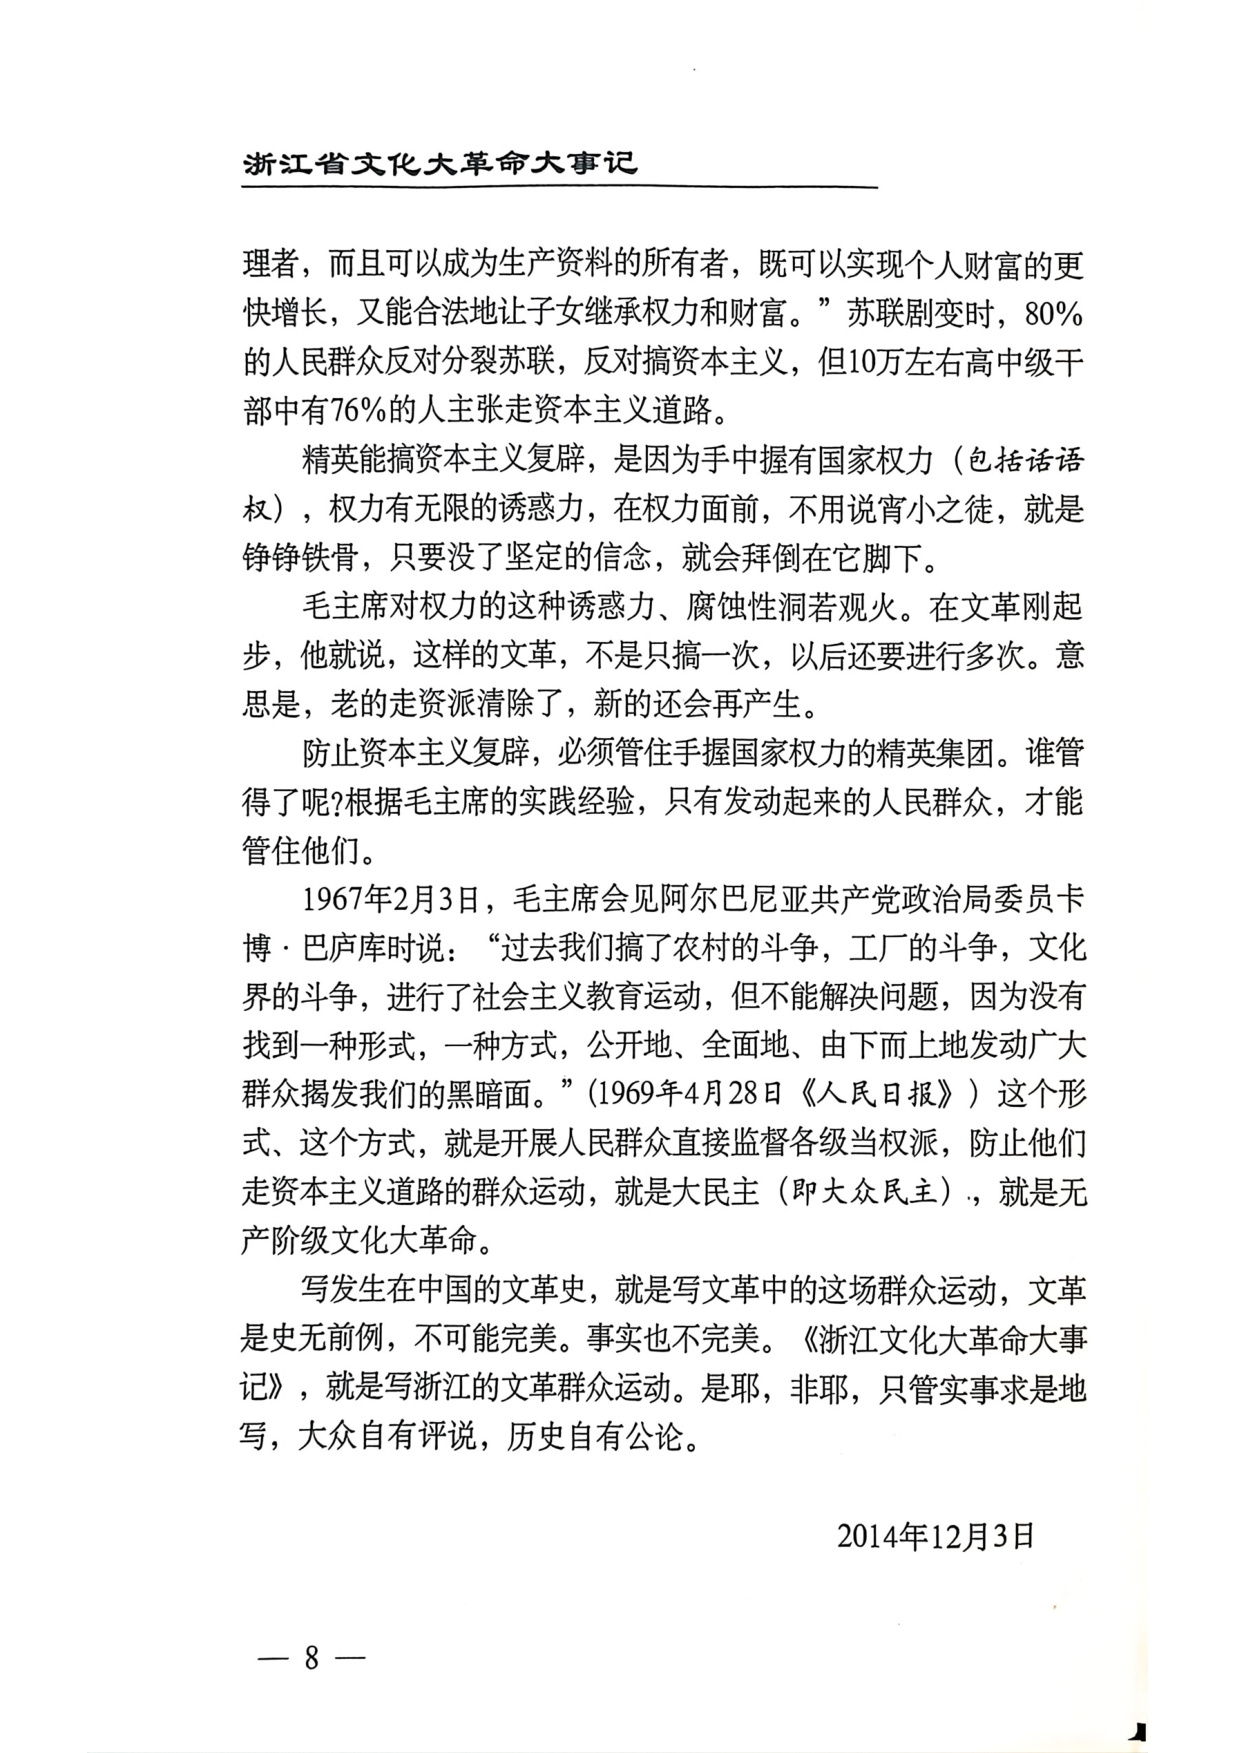 浙江省文化大革命大事记
理者，而且可以成为生产资料的所有者，既可以实现个人财富的更
快增长，又能合法地让子女继承权力和财富。”苏联剧变时，80%
的人民群众反对分裂苏联，反对搞资本主义，但10万左右高中级干
部中有76%的人主张走资本主义道路。
精英能搞资本主义复辟，是因为手中握有国家权力（包括话语
权），权力有无限的诱惑力，在权力面前，不用说宵小之徒，就是
铮铮铁骨，只要没了坚定的信念，就会拜倒在它脚下。
毛主席对权力的这种诱惑力、腐蚀性洞若观火。在文革刚起
步，他就说，这样的文革，不是只搞一次，以后还要进行多次。意
思是，老的走资派清除了，新的还会再产生。
防止资本主义复辟，必须管住手握国家权力的精英集团。谁管
得了呢?根据毛主席的实践经验，只有发动起来的人民群众，才能
管住他们。
1967年2月3日，毛主席会见阿尔巴尼亚共产党政治局委员卡
博·巴庐库时说：“过去我们搞了农村的斗争，工厂的斗争，文化
界的斗争，进行了社会主义教育运动，但不能解决问题，因为没有
找到一种形式，一种方式，公开地、全面地、由下而上地发动广大
群众揭发我们的黑暗面。”(1969年4月28日《人民日报》）这个形
式、这个方式，就是开展人民群众直接监督各级当权派，防止他们
走资本主义道路的群众运动，就是大民主（即大众民主）.，就是无
产阶级文化大革命。
写发生在中国的文革史，就是写文革中的这场群众运动，文革
是史无前例，不可能完美。事实也不完美。《浙江文化大革命大事
记》，就是写浙江的文革群众运动。是耶，非耶，只管实事求是地
写，大众自有评说，历史自有公论。
2014年12月3日
— 8 —